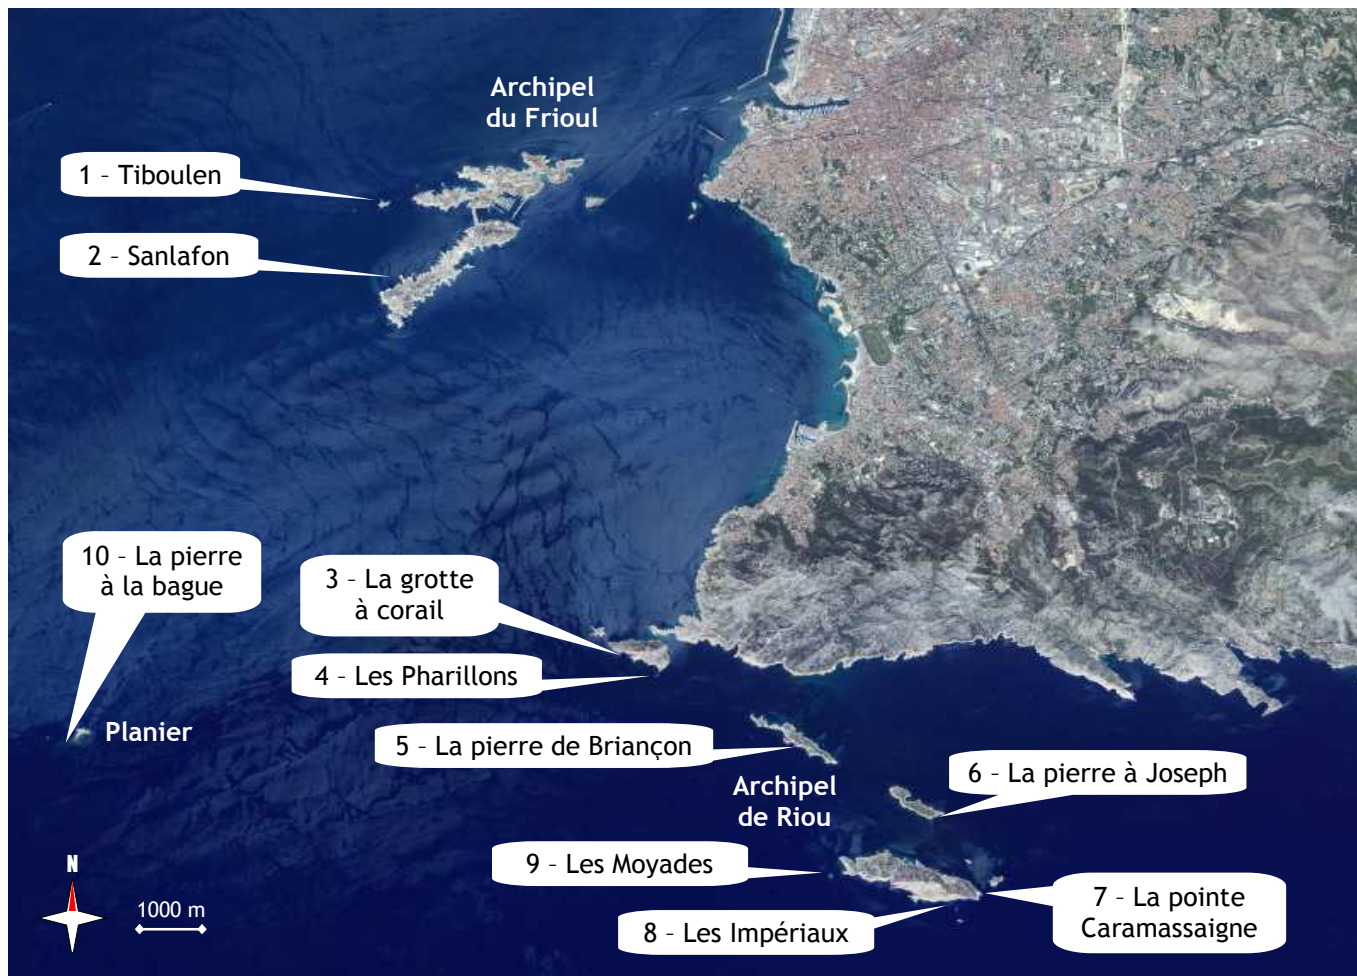 Archipel
du Frioul
1 - Tiboulen
2 - Sanlafon
10 - La pierre
à la bague
3 - La grotte
à corail
4 - Les Pharillons
Planier
5 - La pierre de Briançon
6 - La pierre à Joseph
Archipel
de Riou
9 - Les Moyades
N
1000 m
7 - La pointe
Caramassaigne
8 - Les Impériaux